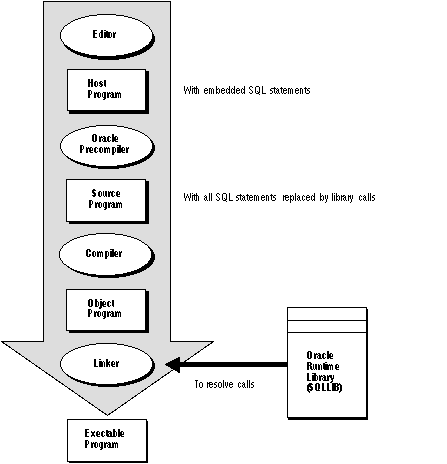 Editor
Host
Program
With embedded SQL statements
Oracle
Precompiler
Source
Program
With all SQL statements replaced by library calls
Compiler
Object
Program
Linker
To resolve calls
Oracle
Runtime
Library
(SQLLIB)
Exectable
Program